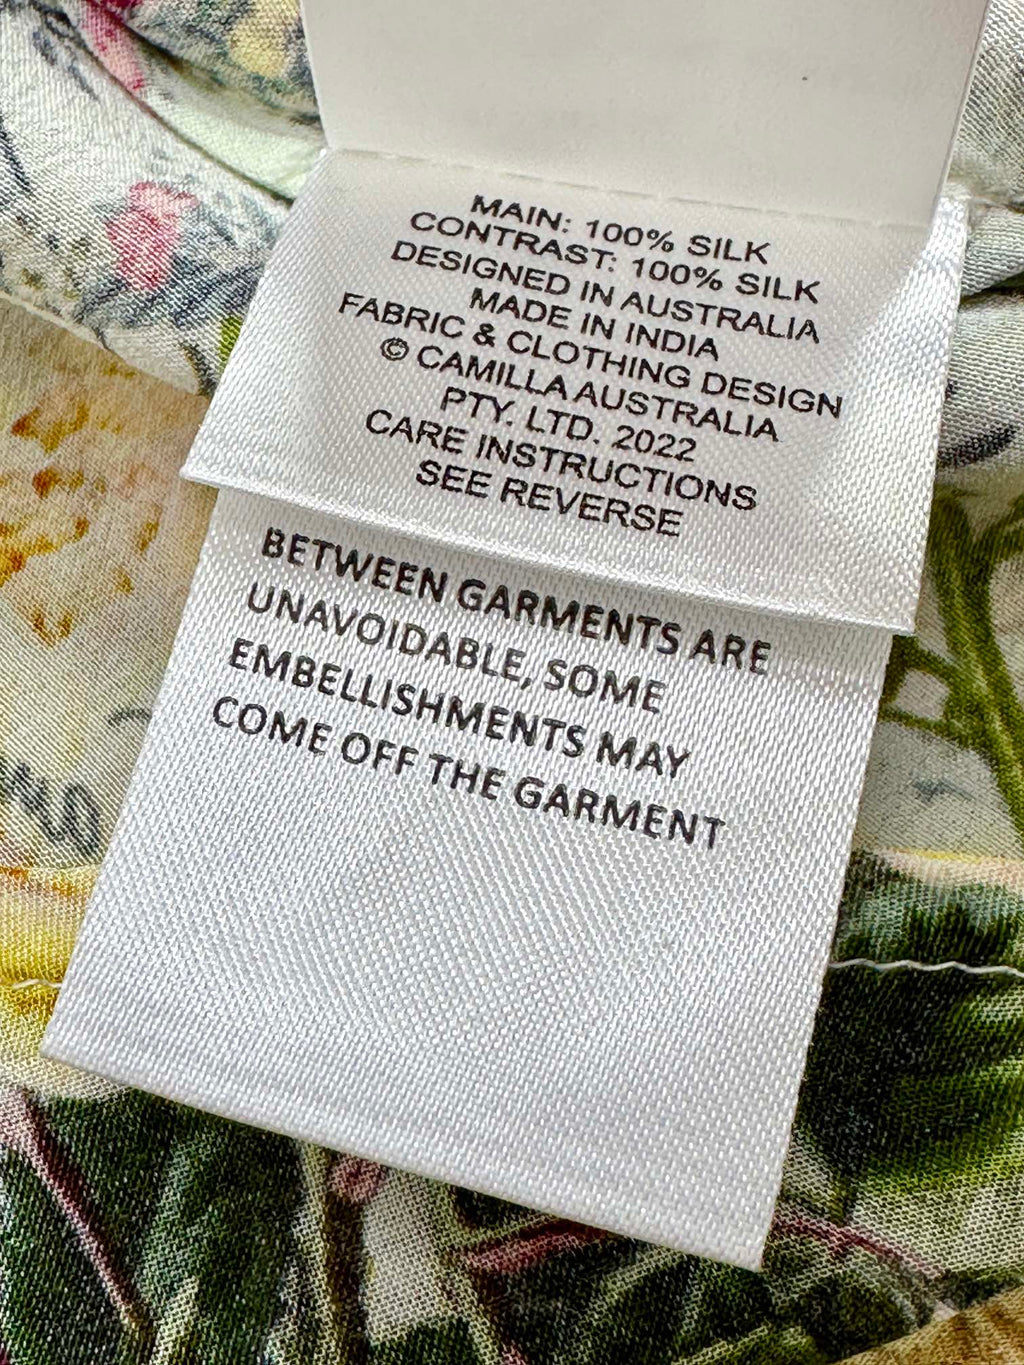 MAIN: 100% SILK
CONTRAST: 100% SILK
DESIGNED IN AUSTRALIA
MADE IN INDIA
FABRIC & CLOTHING DESIGN
© CAMILLA AUSTRALIA
PTY. LTD. 2022
CARE INSTRUCTIONS
SEE REVERSE
BETWEEN GARMENTS ARE
UNAVOIDABLE, SOME
EMBELLISHMENTS MAY
COME OFF THE GARMENT